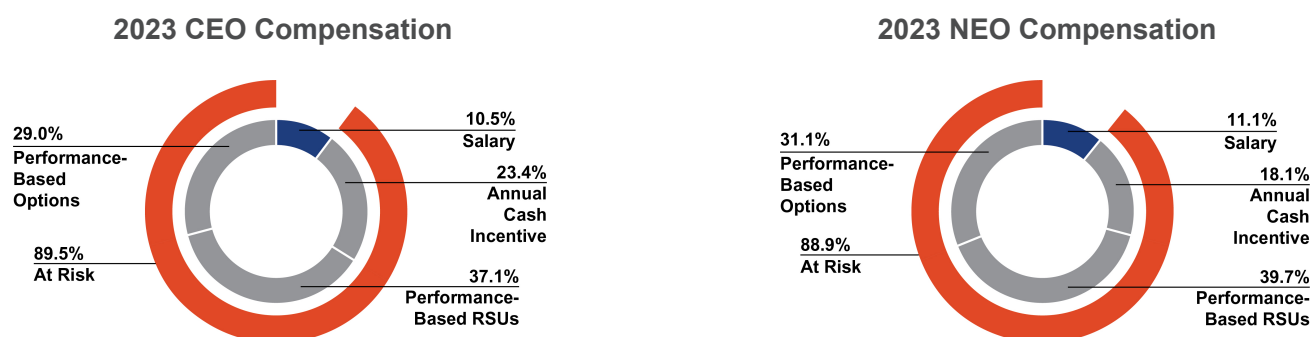 2023 CEO Compensation
29.0%
Performance-
Based
Options
89.5%
At Risk
10.5%
Salary
23.4%
Annual
Cash
Incentive
37.1%
Performance-
Based RSUs
2023 NEO Compensation
31.1%
Performance-
Based
Options
88.9%
At Risk
11.1%
Salary
18.1%
Annual
Cash
Incentive
39.7%
Performance-
Based RSUs